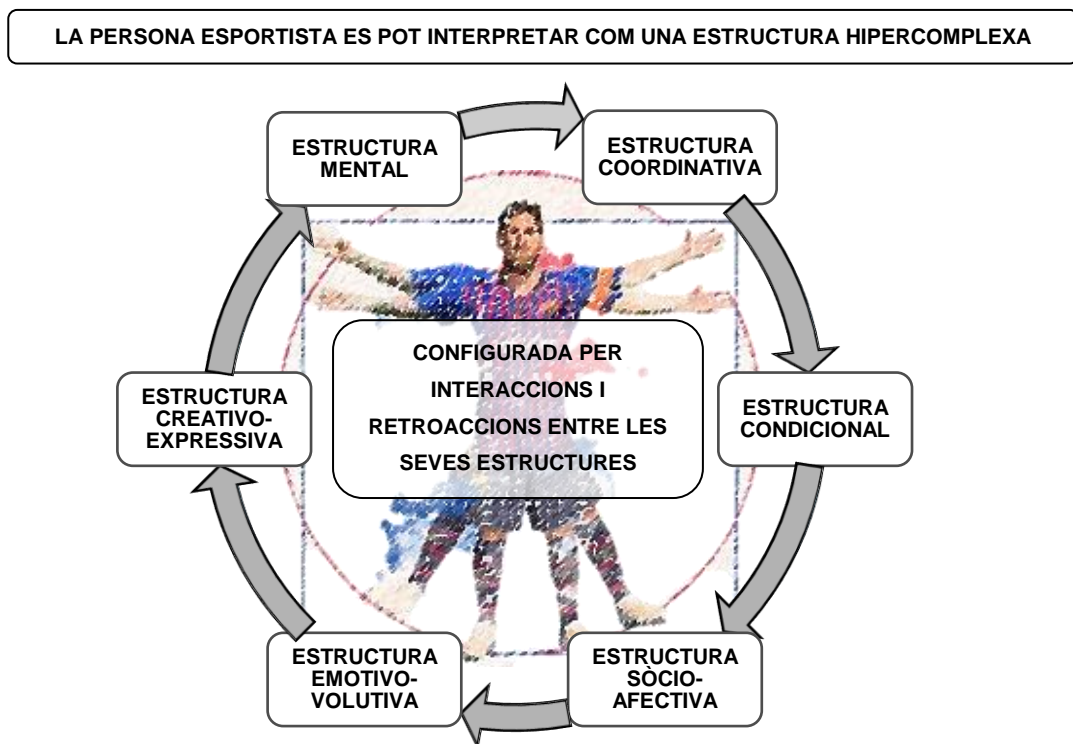 LA PERSONA ESPORTISTA ES POT INTERPRETAR COM UNA ESTRUCTURA HIPERCOMPLEXA
ESTRUCTURA
MENTAL
ESTRUCTURA
COORDINATIVA
ESTRUCTURA
CONDICIONAL
ESTRUCTURA
SÒCIO-
AFECTIVA
ESTRUCTURA
EMOTIVO-
VOLUTIVA
ESTRUCTURA
CREATIVO-
EXPRESSIVA
CONFIGURADA PER
INTERACCIONS I
RETROACCIONS ENTRE LES
SEVES ESTRUCTURES